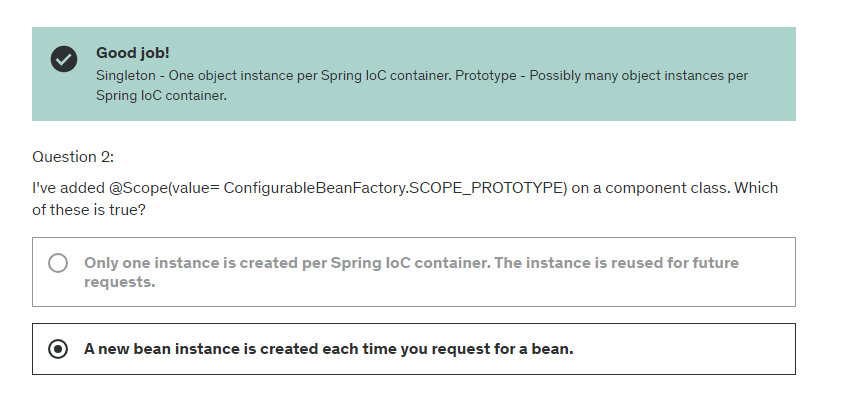 Good job!
Singleton - One object instance per Spring IoC container. Prototype - Possibly many object instances per
Spring IoC container.
Question 2:
I've added @Scope(value= ConfigurableBeanFactory.SCOPE_PROTOTYPE) on a component class. Which
of these is true?
Only one instance is created per Spring IoC container. The instance is reused for future
requests.
A new bean instance is created each time you request for a bean.